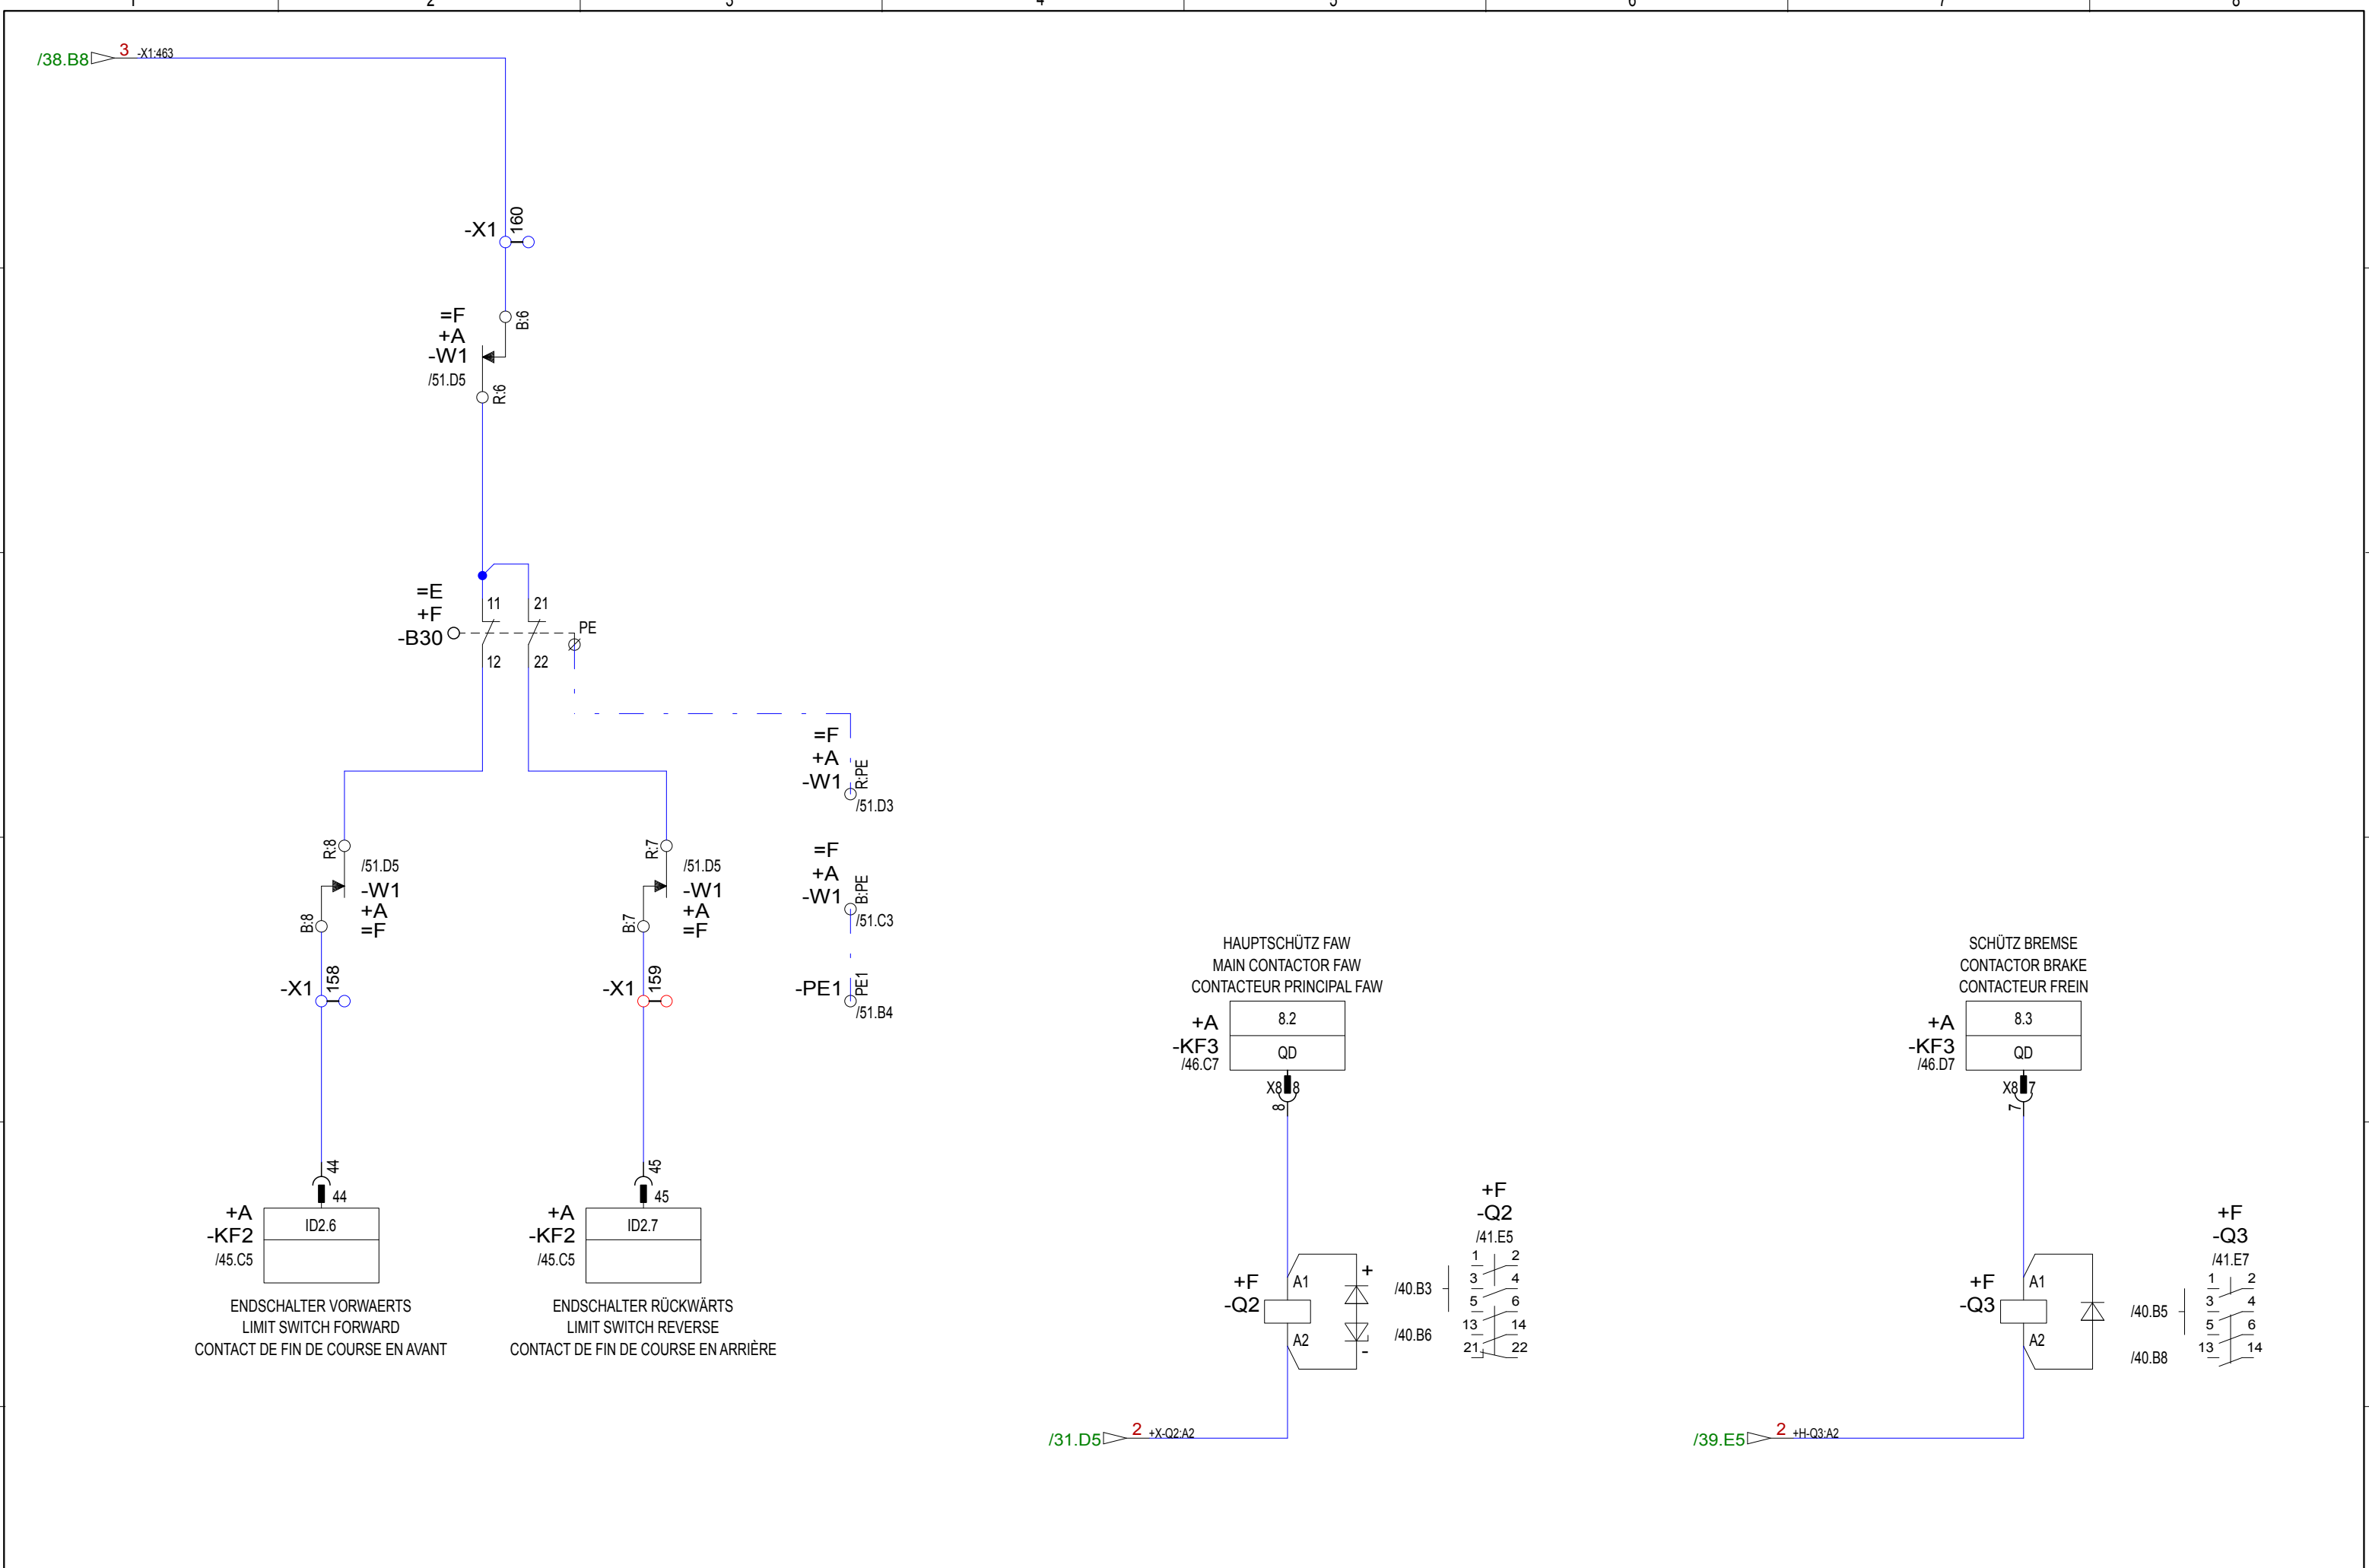 1 2 3 4 5 6 7 8
/38.B8 3 -X1:463
-X1 160
B:6
=F
+A
-W1
/51.D5
R:6
=E
+F
-B30
11 21
PE
12 22
=F
+A
-W1 R:PE
/51.D3
R:8
/51.D5
-W1
+A
=F
B:8
R:7
/51.D5
-W1
+A
=F
B:7
=F
+A
-W1 B:PE
/51.C3
-X1 158
-X1 159
-PE1 PE1
/51.B4
44
44
+A
-KF2
/45.C5
ID2.6
ENDSCHALTER VORWAERTS
LIMIT SWITCH FORWARD
CONTACT DE FIN DE COURSE EN AVANT
45
45
+A
-KF2
/45.C5
ID2.7
ENDSCHALTER RÜCKWÄRTS
LIMIT SWITCH REVERSE
CONTACT DE FIN DE COURSE EN ARRIÈRE
HAUPTSCHÜTZ FAW
MAIN CONTACTOR FAW
CONTACTEUR PRINCIPAL FAW
+A
-KF3
/46.C7
8.2
QD
X8 8
8
+F
-Q2
A1
A2
+
-
/40.B3
/40.B6
+F
-Q2
/41.E5
1 2
3 4
5 6
13 14
21 22
/31.D5 2 +X-Q2:A2
SCHÜTZ BREMSE
CONTACTOR BRAKE
CONTACTEUR FREIN
+A
-KF3
/46.D7
8.3
QD
X8 7
7
+F
-Q3
A1
A2
/40.B5
/40.B8
+F
-Q3
/41.E7
1 2
3 4
5 6
13 14
/39.E5 2 +H-Q3:A2